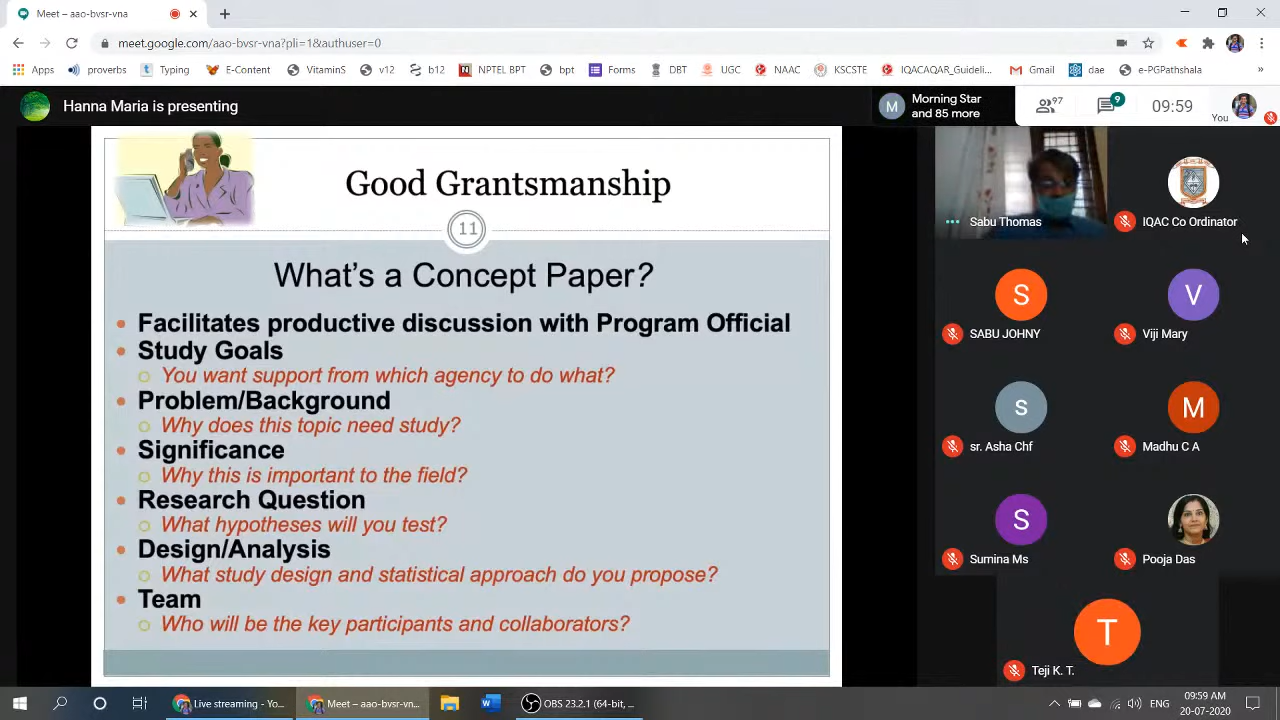 Meet – aao-bvsr-vna
meet.google.com/aao-bvsr-vna?pli=1&authuser=0
Apps proverbs Typing E-Content VitaminS v12 b12 NPTEL BPT bpt Forms DBT UGC NAAC KSCSTE IQACAQAR_Guideli... Gmail dae e-PGPathshala »
Hanna Maria is presenting
M Morning Star
and 85 more
97
9
09:59
You
Good Grantsmanship
11
What's a Concept Paper?
Facilitates productive discussion with Program Official
Study Goals
You want support from which agency to do what?
Problem/Background
Why does this topic need study?
Significance
Why this is important to the field?
Research Question
What hypotheses will you test?
Design/Analysis
What study design and statistical approach do you propose?
Team
Who will be the key participants and collaborators?
Sabu Thomas
IQAC Co Ordinator
S
SABU JOHNY
V
Viji Mary
s
sr. Asha Chf
M
Madhu C A
S
Sumina Ms
Pooja Das
T
Teji K. T.
Live streaming - Yo...
Meet – aao-bvsr-vn...
OBS 23.2.1 (64-bit, ...
ENG
09:59 AM
20-07-2020